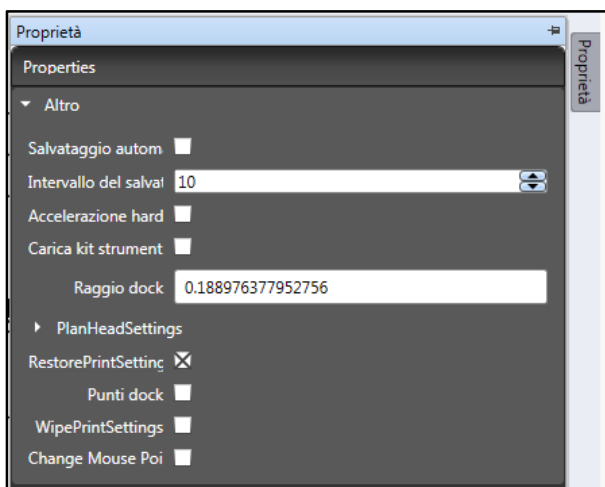 Proprietà
Proprietà
Properties
Altro
Salvataggio autom
Intervallo del salvat 10
Accelerazione hard
Carica kit strument
Raggio dock 0.188976377952756
PlanHeadSettings
RestorePrintSetting
Punti dock
WipePrintSettings
Change Mouse Poi